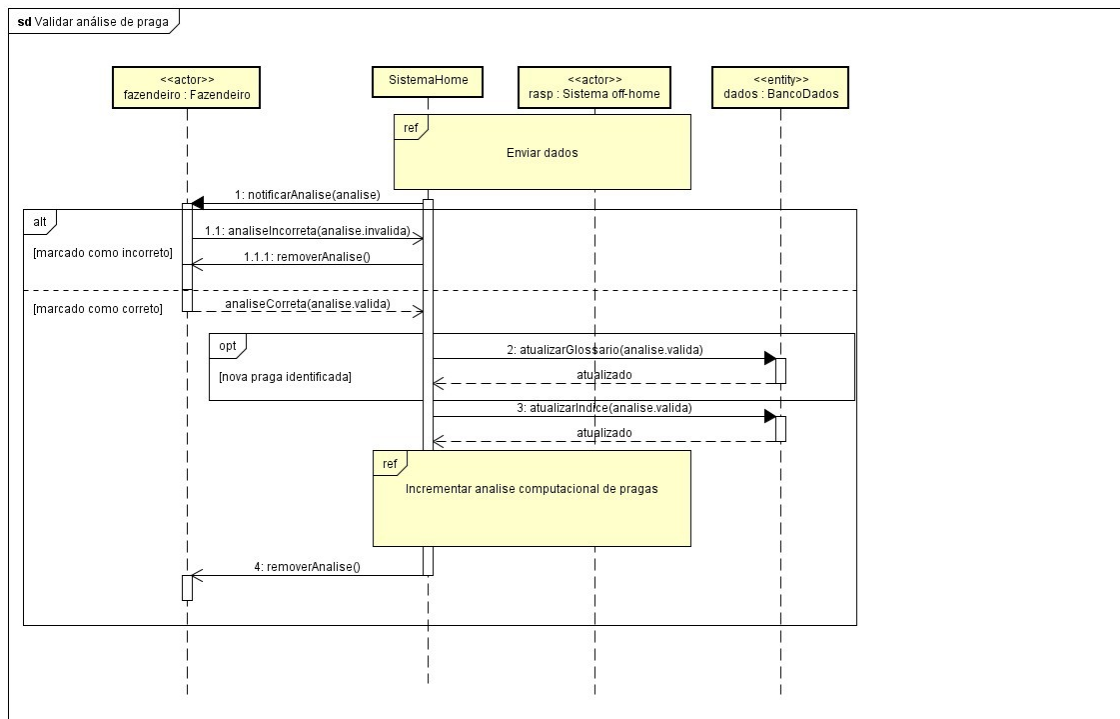 sd Validar análise de praga
<<actor>>
fazendeiro : Fazendeiro
SistemaHome
<<actor>>
rasp : Sistema off-home
<<entity>>
dados : BancoDados
ref
Enviar dados
1: notificarAnalise(analise)
alt
1.1: analiseIncorreta(analise.invalida)
[marcado como incorreto]
1.1.1: removerAnalise()
[marcado como correto]
analiseCorreta(analise.valida)
opt
2: atualizarGlossario(analise.valida)
[nova praga identificada]
atualizado
3: atualizarIndice(analise.valida)
atualizado
ref
Incrementar analise computacional de pragas
4: removerAnalise()